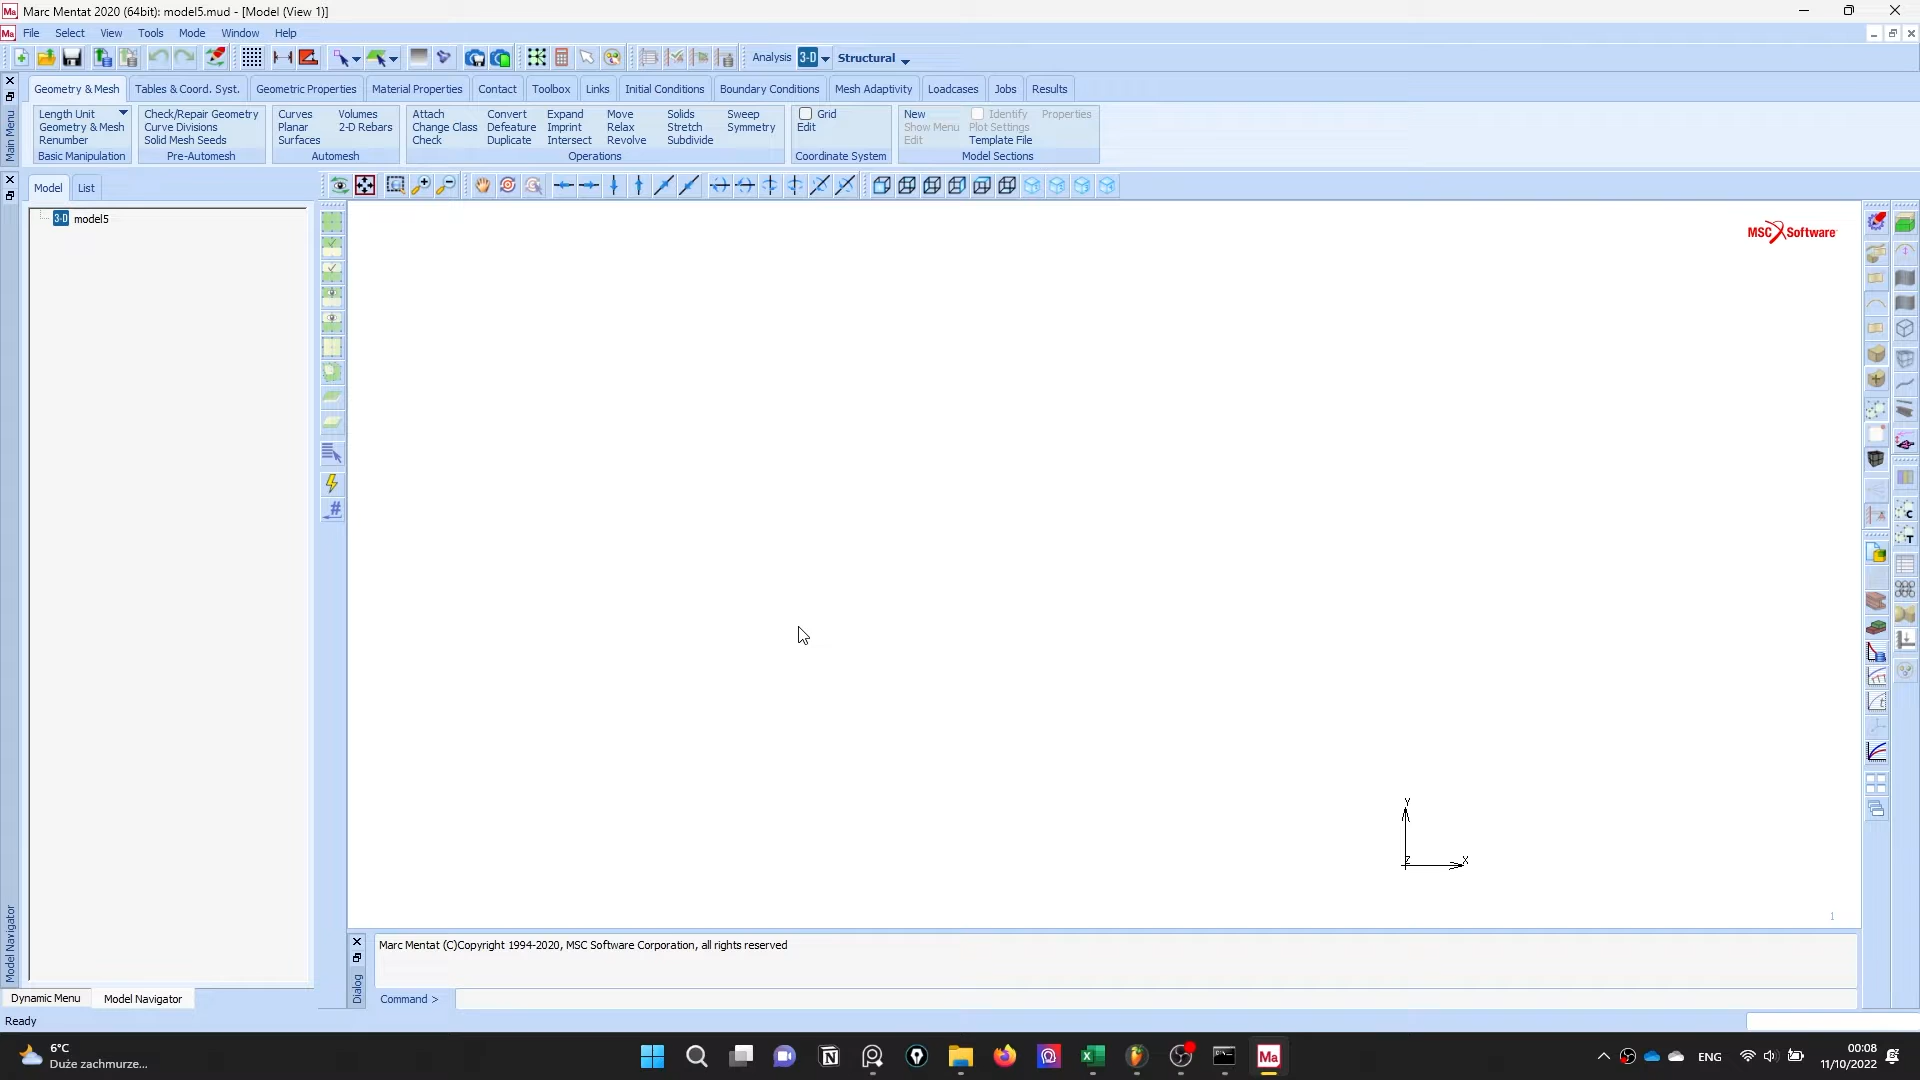 Marc Mentat 2020 (64bit): model5.mud - [Model (View 1)]
File Select View Tools Mode Window Help
Analysis 3-D Structural
Geometry & Mesh Tables & Coord. Syst. Geometric Properties Material Properties Contact Toolbox Links Initial Conditions Boundary Conditions Mesh Adaptivity Loadcases Jobs Results
Length Unit Check/Repair Geometry Curves Volumes Attach Convert Expand Move Solids Sweep Grid New Identify Properties
Geometry & Mesh Curve Divisions Planar 2-D Rebars Change Class Defeature Imprint Relax Stretch Symmetry Edit Show Menu Plot Settings
Renumber Solid Mesh Seeds Surfaces Check Duplicate Intersect Revolve Subdivide Edit Template File
Basic Manipulation Pre-Automesh Automesh Operations Coordinate System Model Sections
Main Menu
Model List
3-D model5
MSC Software
Y
Z X
1
Model Navigator
Marc Mentat (C)Copyright 1994-2020, MSC Software Corporation, all rights reserved
Dialog
Command >
Dynamic Menu Model Navigator
Ready
6°C
Duże zachmurze...
Ma
ENG
00:08
11/10/2022